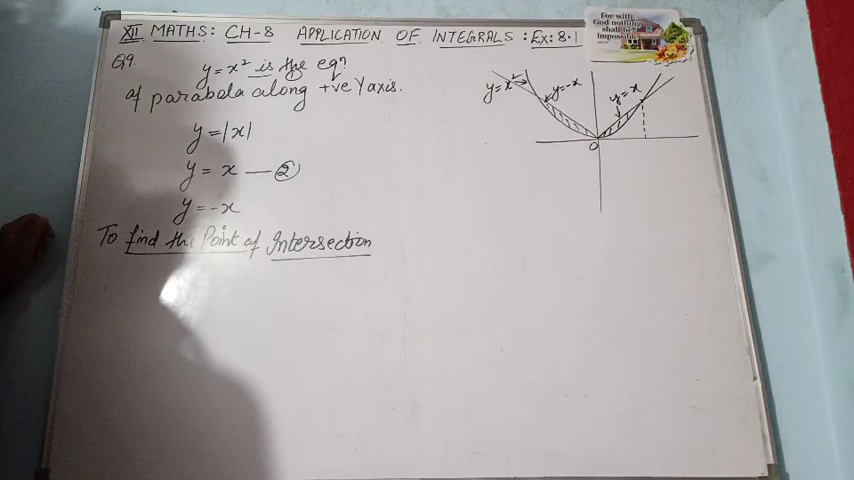 XII MATHS: CH-8 APPLICATION OF INTEGRALS : Ex: 8.1
For with
God nothing
shall be
Impossible
Q9.
y = x² is the eqn
of parabola along +ve Y axis.
y = |x|
y = x — ②
y = -x
To find the Point of Intersection
y = x²
y = -x
y = x
O